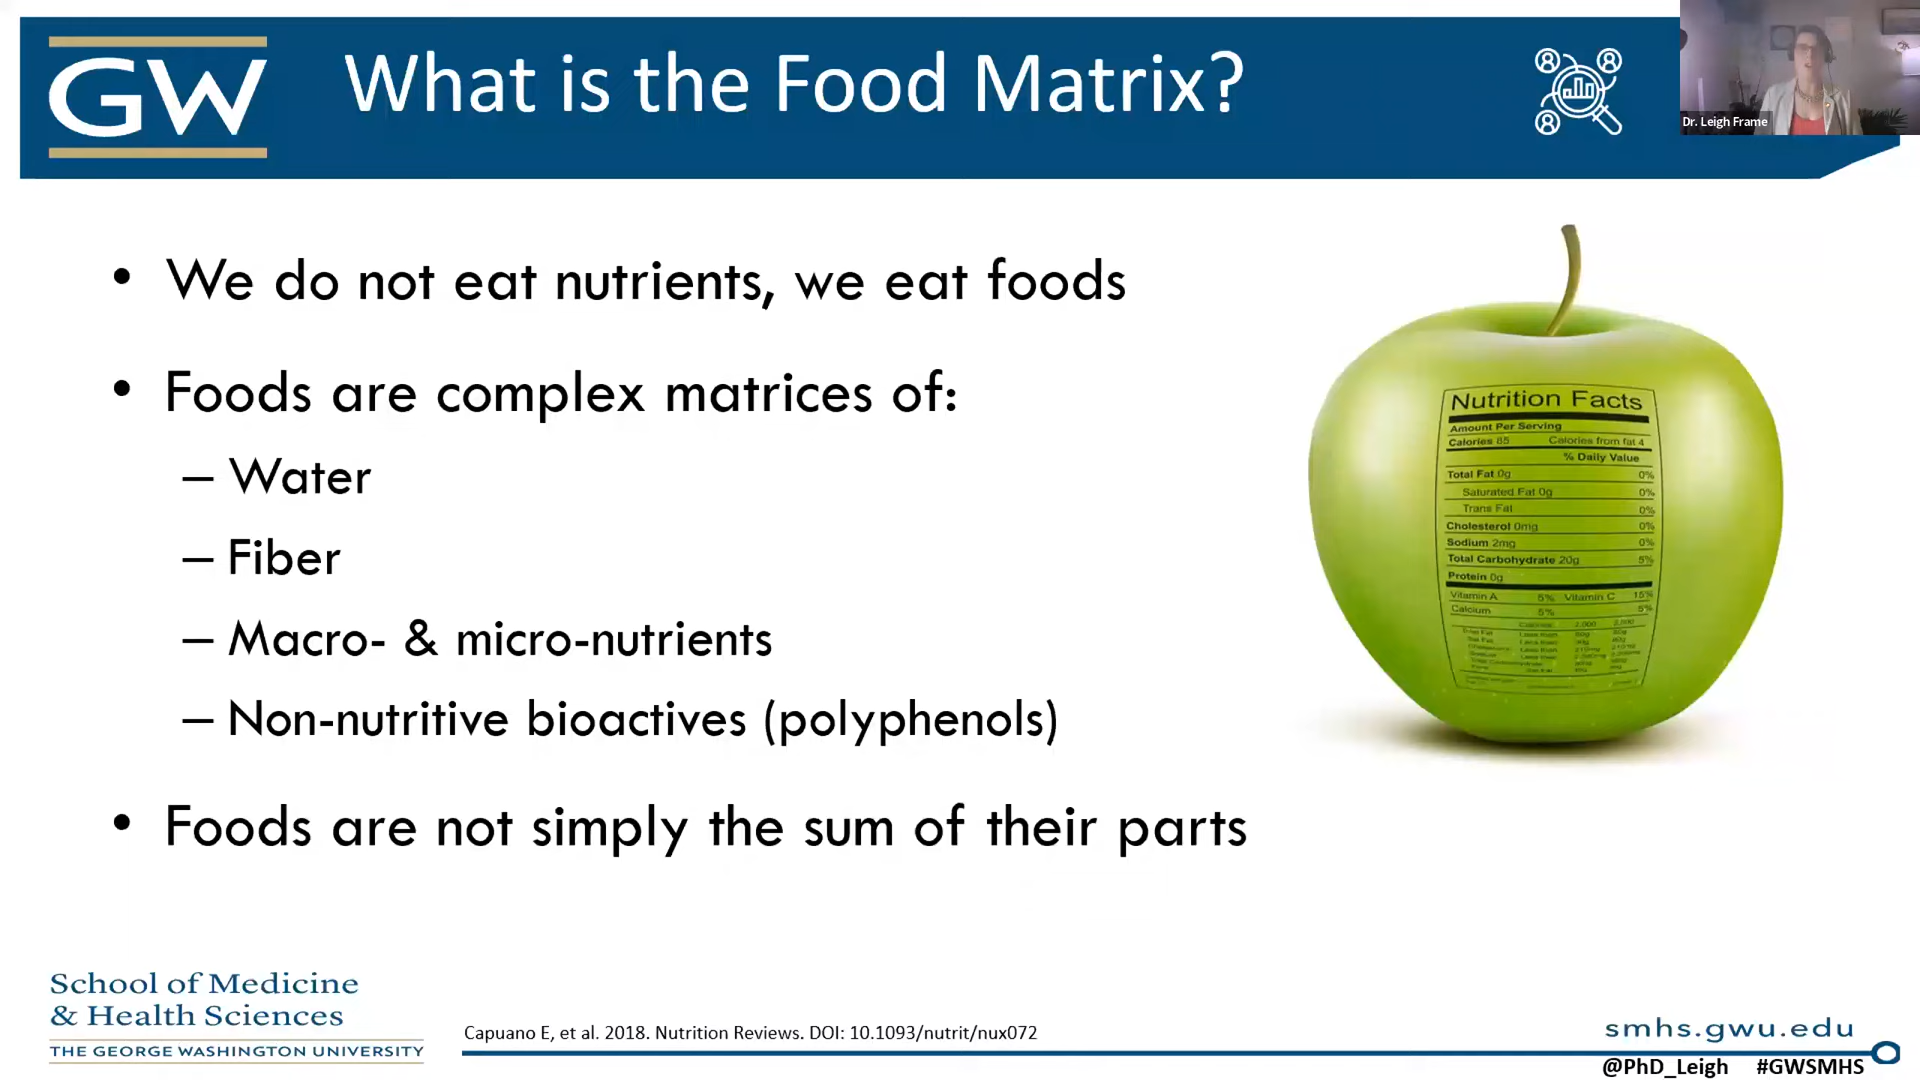 GW
What is the Food Matrix?
Dr. Leigh Frame
• We do not eat nutrients, we eat foods
• Foods are complex matrices of:
– Water
– Fiber
– Macro- & micro-nutrients
– Non-nutritive bioactives (polyphenols)
• Foods are not simply the sum of their parts
Nutrition Facts
Amount Per Serving
Calories 85 Calories from fat 4
% Daily Value
Total Fat 0g 0%
Saturated Fat 0g 0%
Trans Fat 0%
Cholesterol 0mg 0%
Sodium 2mg 0%
Total Carbohydrate 20g 5%
Protein 0g
Vitamin A 5% Vitamin C 15%
Calcium 5% 5%
Calories 2,000 2,500
School of Medicine
& Health Sciences
THE GEORGE WASHINGTON UNIVERSITY
Capuano E, et al. 2018. Nutrition Reviews. DOI: 10.1093/nutrit/nux072
smhs.gwu.edu
@PhD_Leigh #GWSMHS